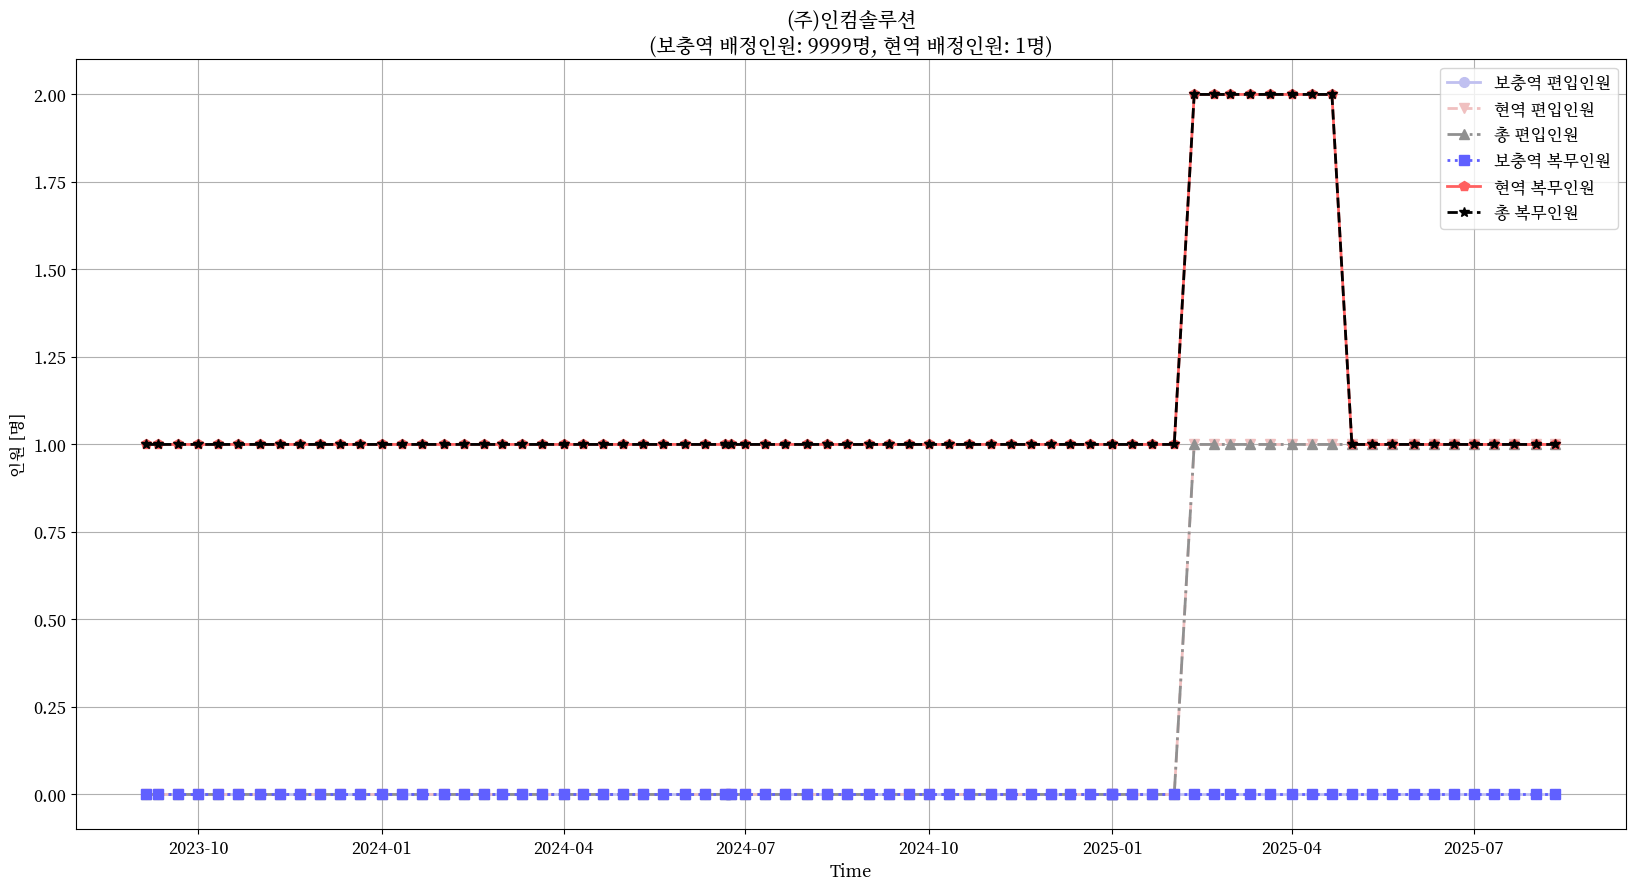 (주)인컴솔루션
(보충역 배정인원: 9999명, 현역 배정인원: 1명)
보충역 편입인원
현역 편입인원
총 편입인원
보충역 복무인원
현역 복무인원
총 복무인원
인원 [명]
2.00
1.75
1.50
1.25
1.00
0.75
0.50
0.25
0.00
2023-10 2024-01 2024-04 2024-07 2024-10 2025-01 2025-04 2025-07
Time